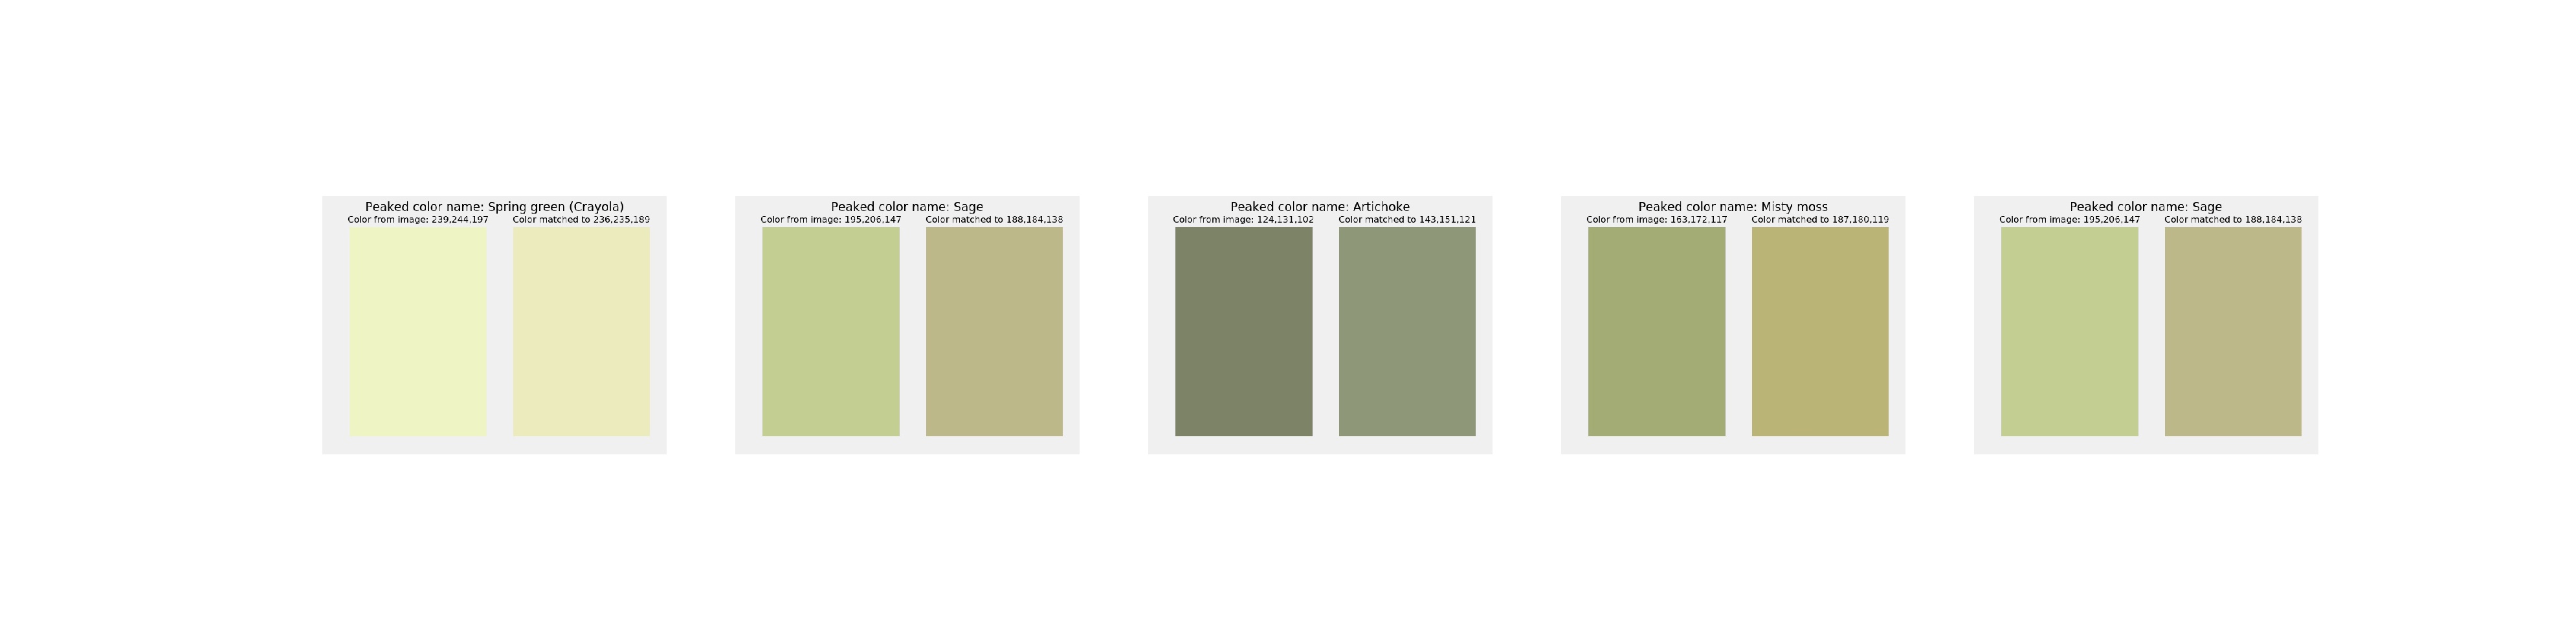 Peaked color name: Spring green (Crayola)
Color from image: 239,244,197 Color matched to 236,235,189
Peaked color name: Sage
Color from image: 195,206,147 Color matched to 188,184,138
Peaked color name: Artichoke
Color from image: 124,131,102 Color matched to 143,151,121
Peaked color name: Misty moss
Color from image: 163,172,117 Color matched to 187,180,119
Peaked color name: Sage
Color from image: 195,206,147 Color matched to 188,184,138